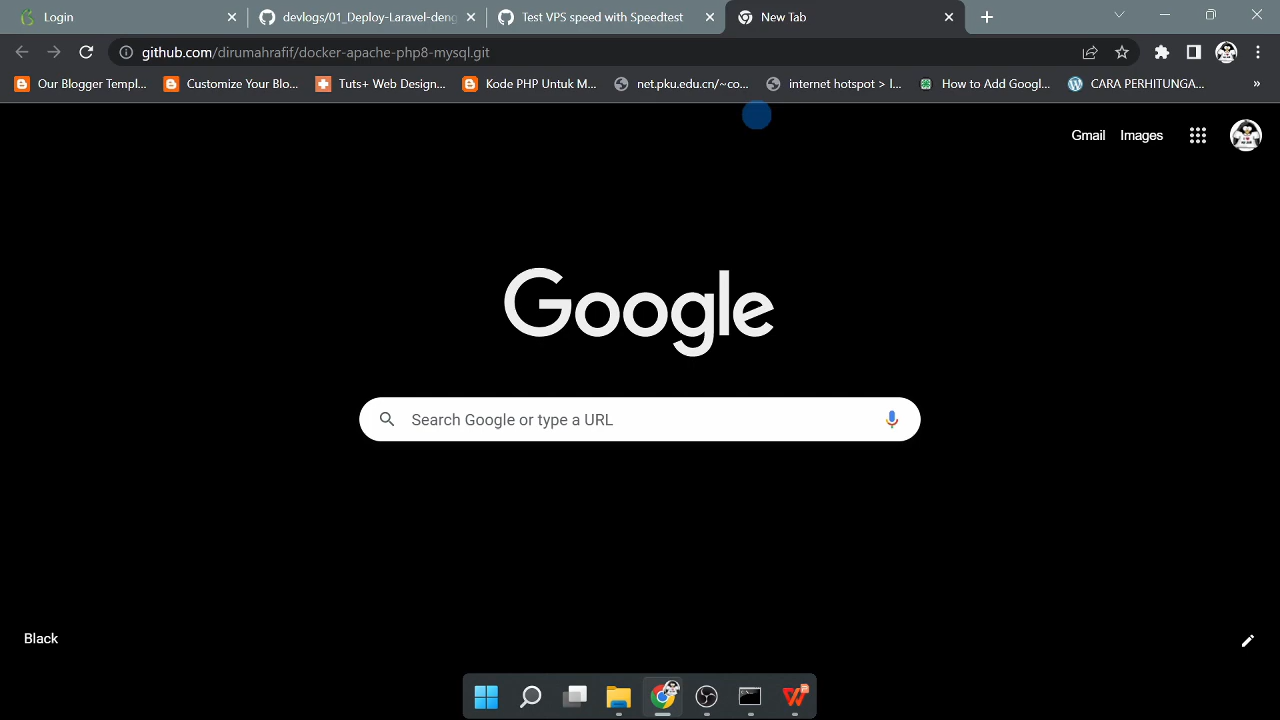 Login
devlogs/01_Deploy-Laravel-deng
Test VPS speed with Speedtest
New Tab
github.com/dirumahrafif/docker-apache-php8-mysql.git
Our Blogger Templ...
Customize Your Blo...
Tuts+ Web Design...
Kode PHP Untuk M...
net.pku.edu.cn/~co...
internet hotspot > I...
How to Add Googl...
CARA PERHITUNGA...
»
Gmail
Images
Google
Search Google or type a URL
Black